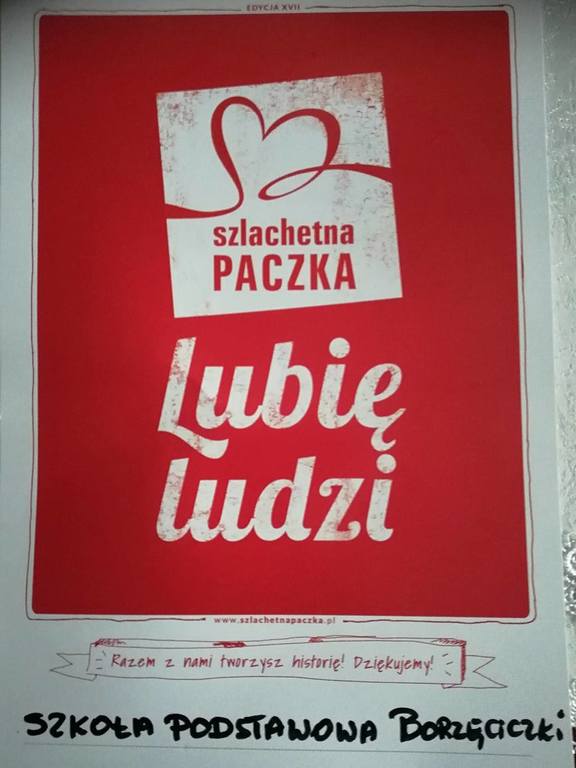 EDYCJA XVII
szlachetna
PACZKA
Lubię
ludzi
www.szlachetnapaczka.pl
Razem z nami tworzysz historię! Dziękujemy!
SZKOŁA PODSTAWOWA BORZĘCICZKI